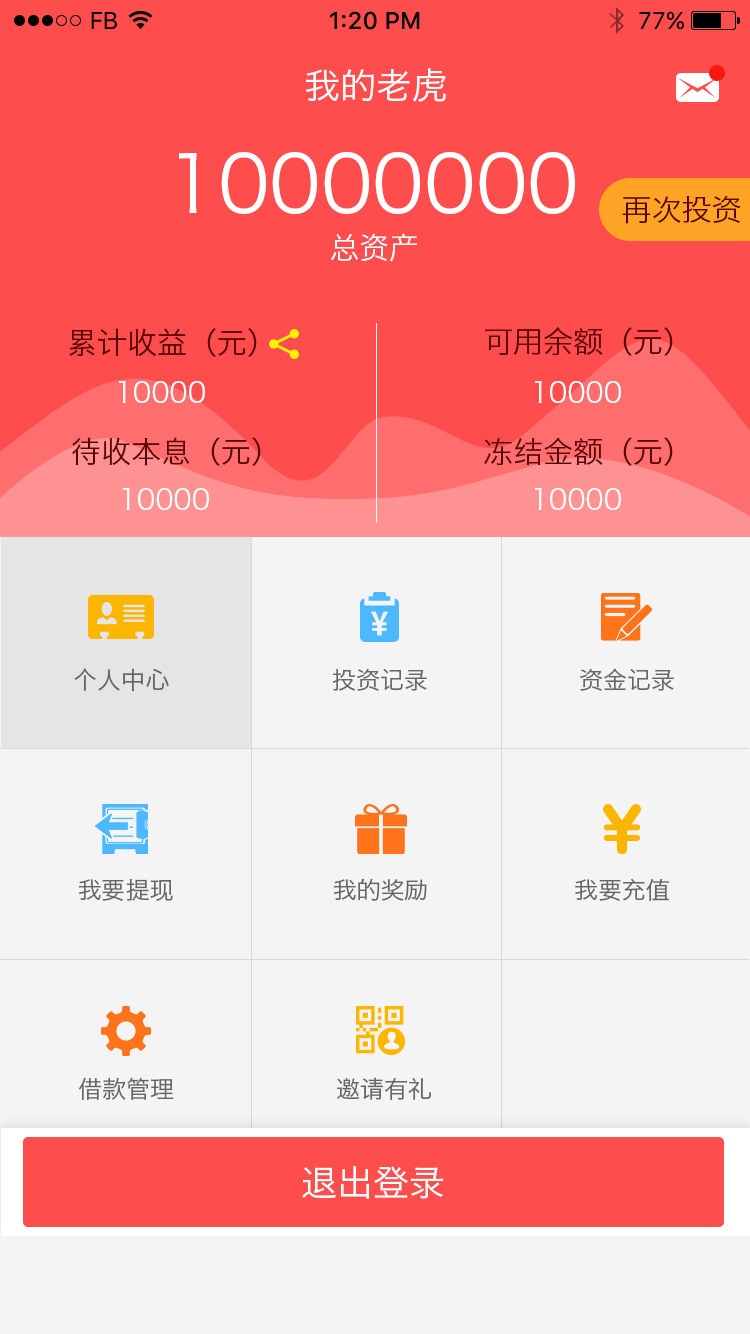 FB 1:20 PM 77%
我的老虎
10000000
再次投资
总资产
累计收益（元） 可用余额（元）
10000 10000
待收本息（元） 冻结金额（元）
10000 10000
个人中心 投资记录 资金记录
我要提现 我的奖励 我要充值
借款管理 邀请有礼
退出登录